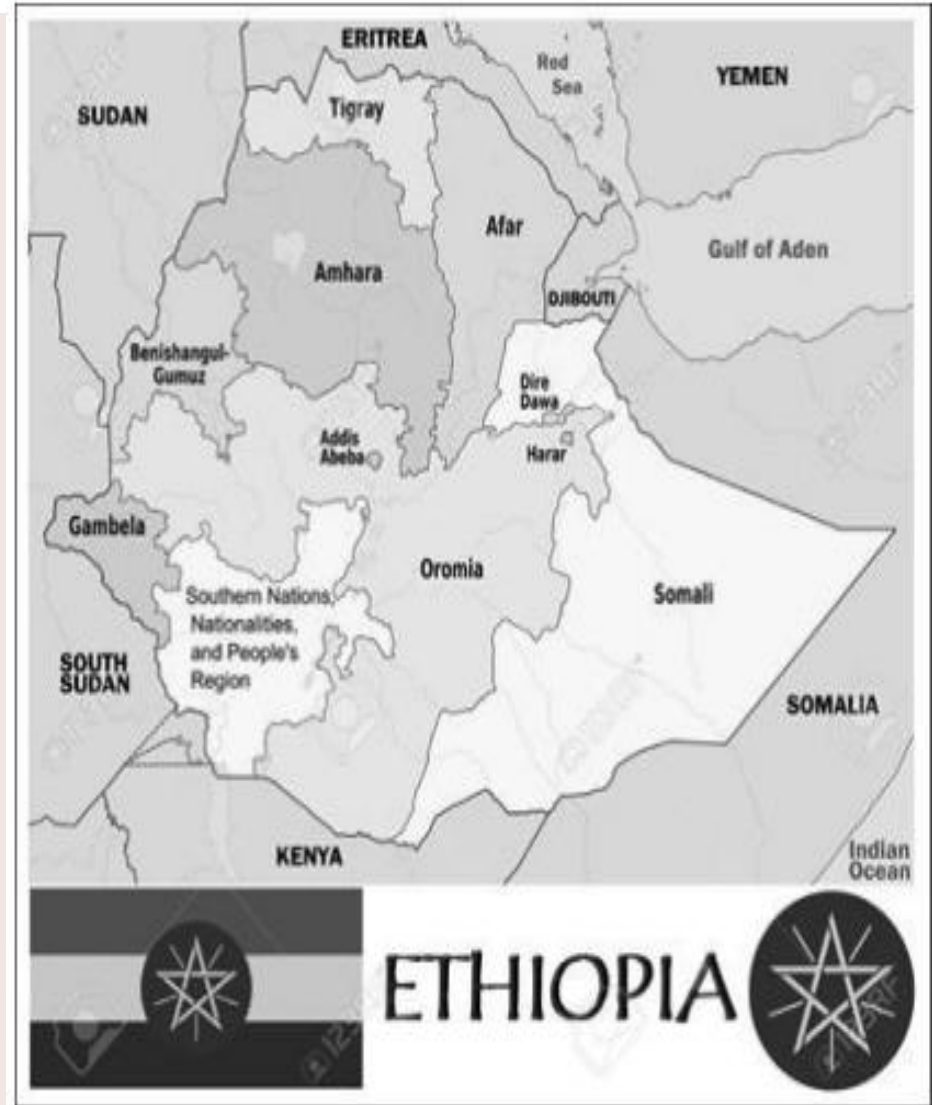 ERITREA
Red
Sea
YEMEN
SUDAN
Tigray
Afar
Gulf of Aden
Amhara
DJIBOUTI
Benishangul-
Gumuz
Dire
Dawa
Addis
Abeba
Harar
Gambela
Oromia
Somali
Southern Nations,
Nationalities,
and People's
Region
SOUTH
SUDAN
SOMALIA
KENYA
Indian
Ocean
ETHIOPIA